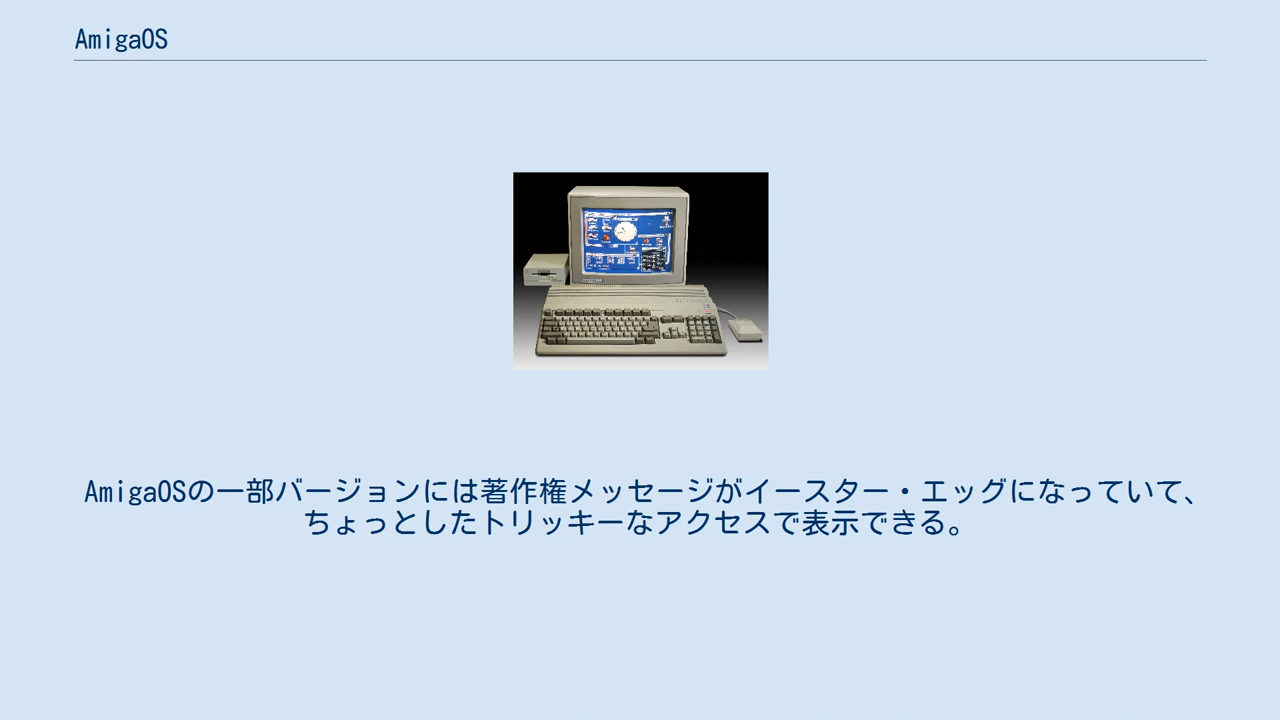 AmigaOS
AmigaOSの一部バージョンには著作権メッセージがイースター・エッグになっていて、
ちょっとしたトリッキーなアクセスで表示できる。